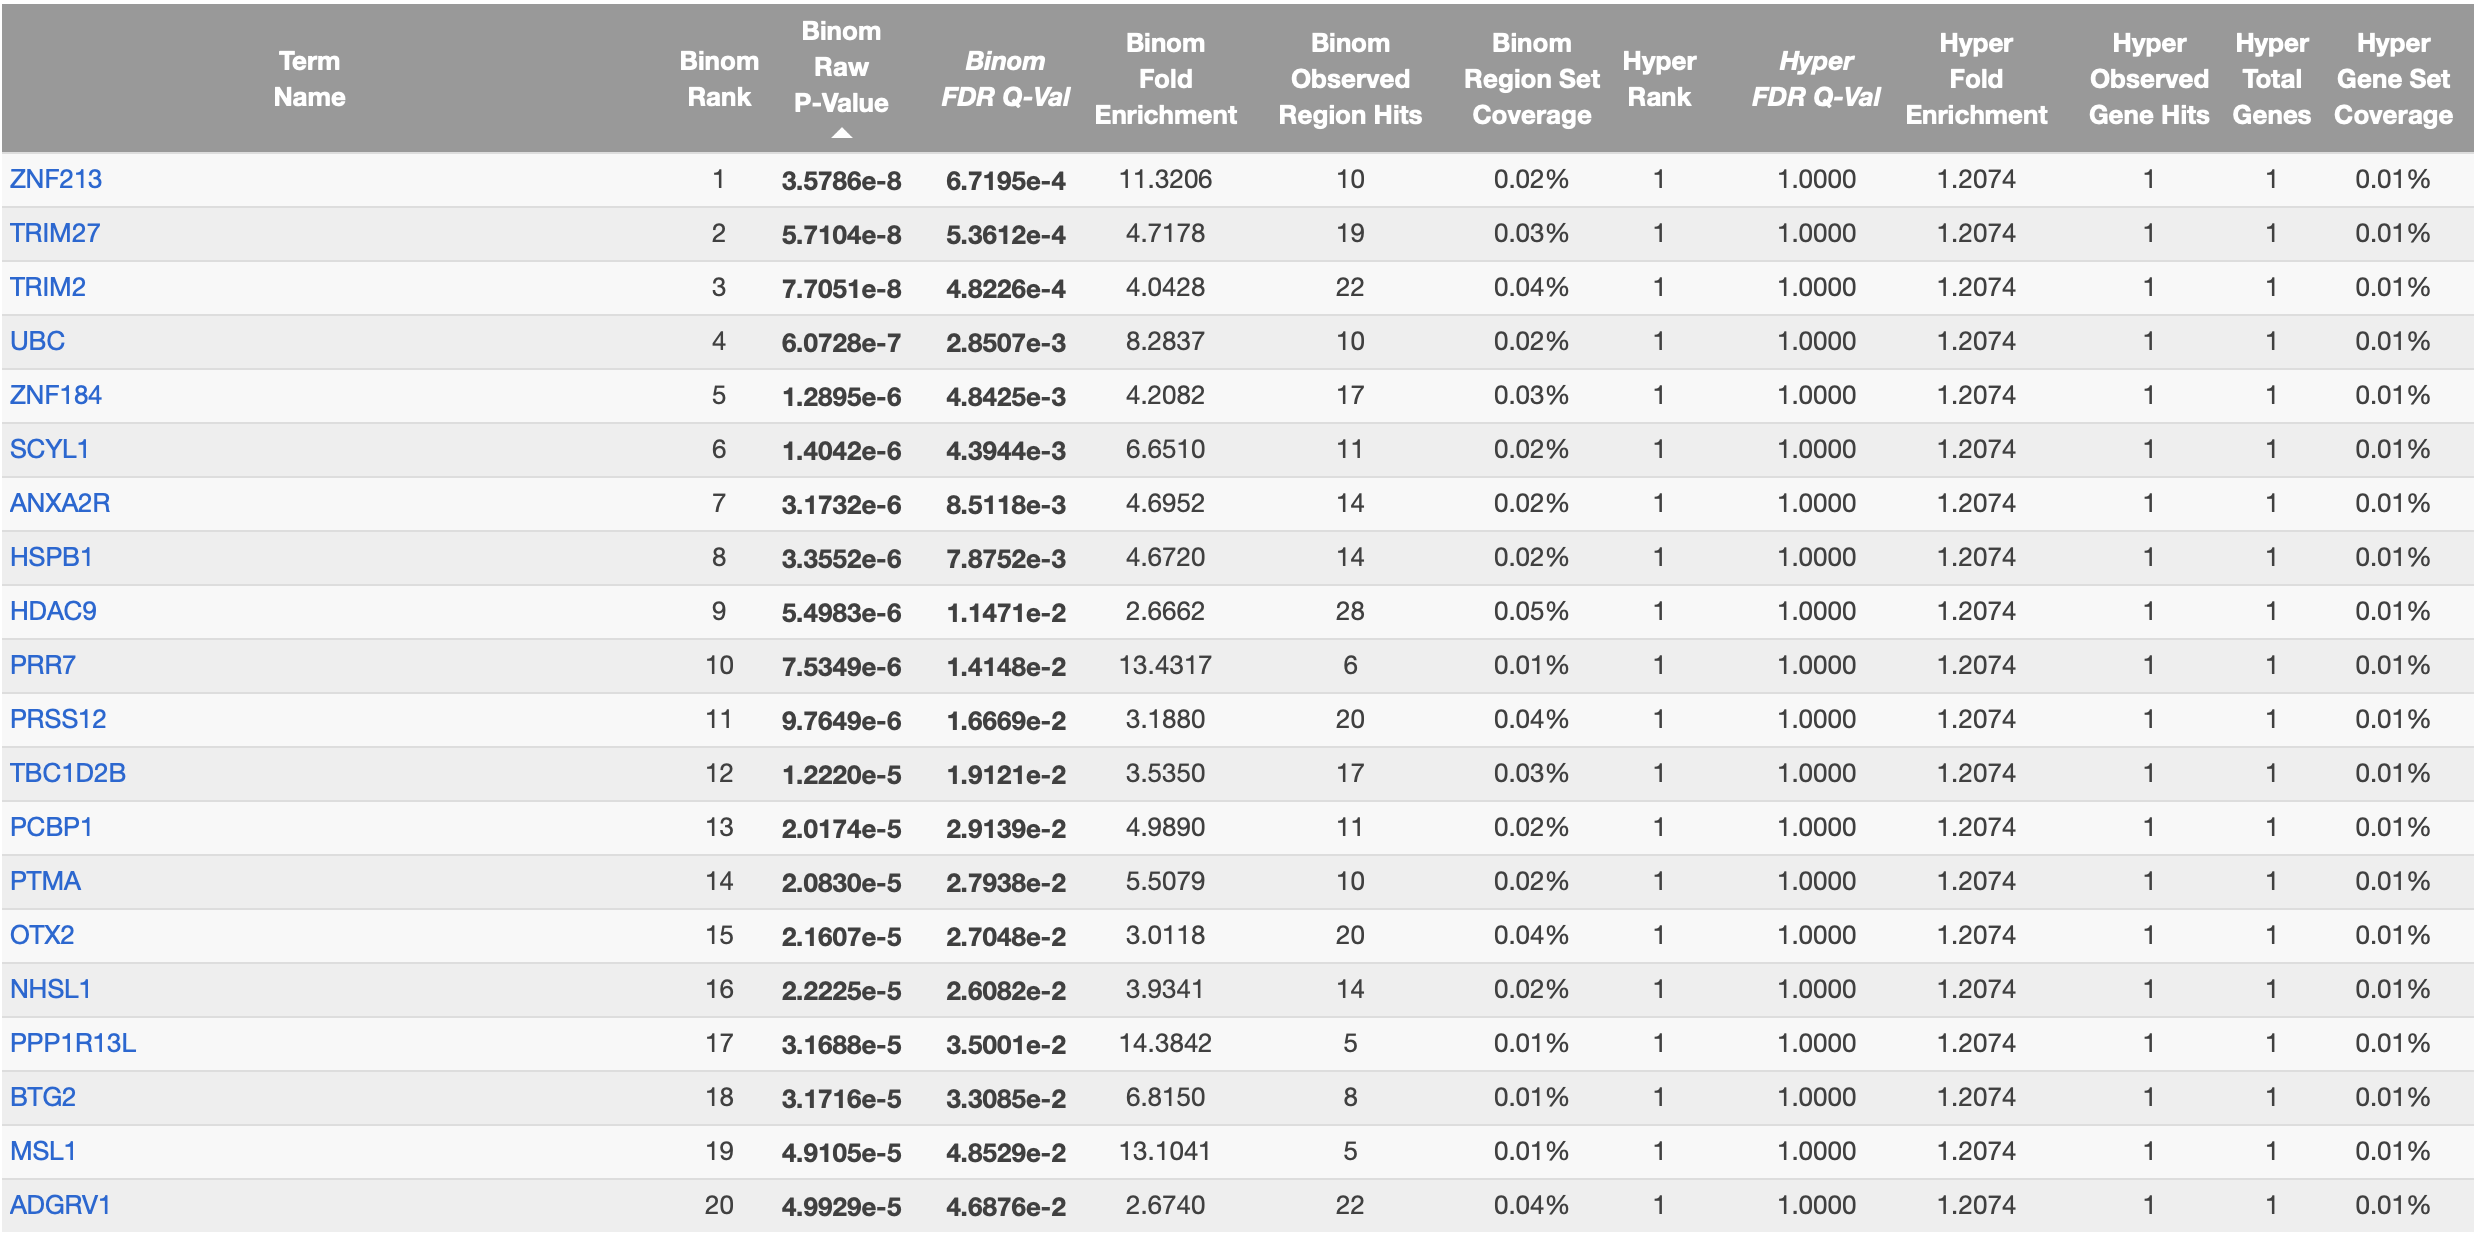 Term Name	Binom Rank	Binom Raw P-Value	Binom FDR Q-Val	Binom Fold Enrichment	Binom Observed Region Hits	Binom Region Set Coverage	Hyper Rank	Hyper FDR Q-Val	Hyper Fold Enrichment	Hyper Observed Gene Hits	Hyper Total Genes	Hyper Gene Set Coverage
ZNF213	1	3.5786e-8	6.7195e-4	11.3206	10	0.02%	1	1.0000	1.2074	1	1	0.01%
TRIM27	2	5.7104e-8	5.3612e-4	4.7178	19	0.03%	1	1.0000	1.2074	1	1	0.01%
TRIM2	3	7.7051e-8	4.8226e-4	4.0428	22	0.04%	1	1.0000	1.2074	1	1	0.01%
UBC	4	6.0728e-7	2.8507e-3	8.2837	10	0.02%	1	1.0000	1.2074	1	1	0.01%
ZNF184	5	1.2895e-6	4.8425e-3	4.2082	17	0.03%	1	1.0000	1.2074	1	1	0.01%
SCYL1	6	1.4042e-6	4.3944e-3	6.6510	11	0.02%	1	1.0000	1.2074	1	1	0.01%
ANXA2R	7	3.1732e-6	8.5118e-3	4.6952	14	0.02%	1	1.0000	1.2074	1	1	0.01%
HSPB1	8	3.3552e-6	7.8752e-3	4.6720	14	0.02%	1	1.0000	1.2074	1	1	0.01%
HDAC9	9	5.4983e-6	1.1471e-2	2.6662	28	0.05%	1	1.0000	1.2074	1	1	0.01%
PRR7	10	7.5349e-6	1.4148e-2	13.4317	6	0.01%	1	1.0000	1.2074	1	1	0.01%
PRSS12	11	9.7649e-6	1.6669e-2	3.1880	20	0.04%	1	1.0000	1.2074	1	1	0.01%
TBC1D2B	12	1.2220e-5	1.9121e-2	3.5350	17	0.03%	1	1.0000	1.2074	1	1	0.01%
PCBP1	13	2.0174e-5	2.9139e-2	4.9890	11	0.02%	1	1.0000	1.2074	1	1	0.01%
PTMA	14	2.0830e-5	2.7938e-2	5.5079	10	0.02%	1	1.0000	1.2074	1	1	0.01%
OTX2	15	2.1607e-5	2.7048e-2	3.0118	20	0.04%	1	1.0000	1.2074	1	1	0.01%
NHSL1	16	2.2225e-5	2.6082e-2	3.9341	14	0.02%	1	1.0000	1.2074	1	1	0.01%
PPP1R13L	17	3.1688e-5	3.5001e-2	14.3842	5	0.01%	1	1.0000	1.2074	1	1	0.01%
BTG2	18	3.1716e-5	3.3085e-2	6.8150	8	0.01%	1	1.0000	1.2074	1	1	0.01%
MSL1	19	4.9105e-5	4.8529e-2	13.1041	5	0.01%	1	1.0000	1.2074	1	1	0.01%
ADGRV1	20	4.9929e-5	4.6876e-2	2.6740	22	0.04%	1	1.0000	1.2074	1	1	0.01%